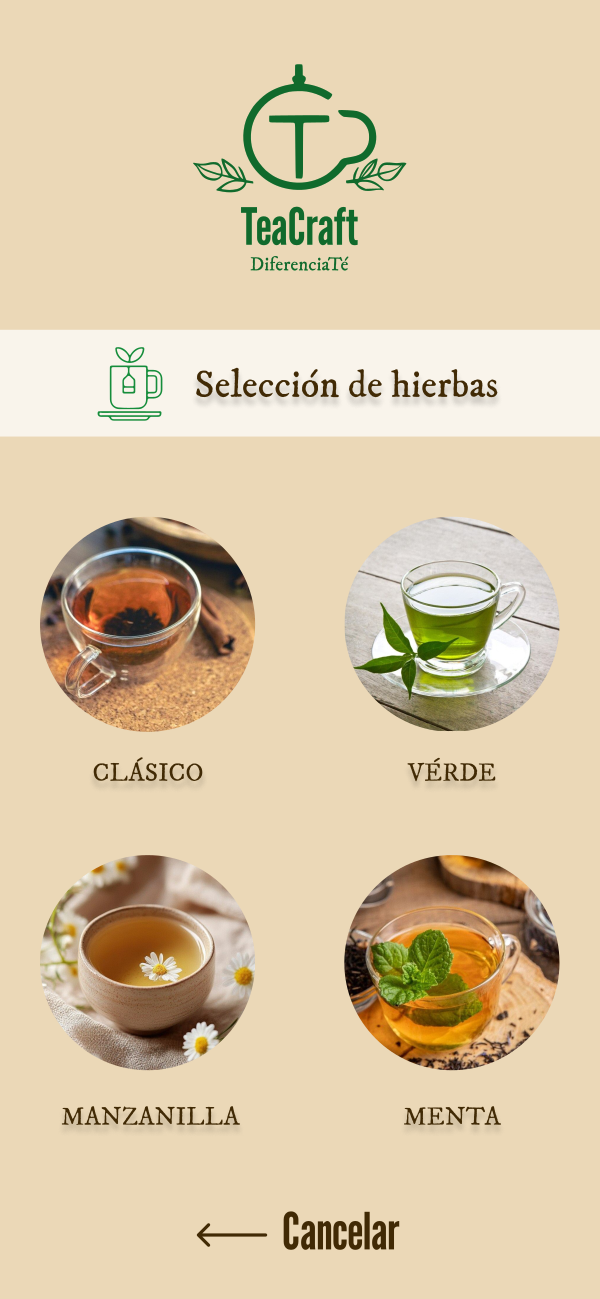 T
TeaCraft
DiferenciaTé
Selección de hierbas
CLÁSICO
VÉRDE
MANZANILLA
MENTA
Cancelar